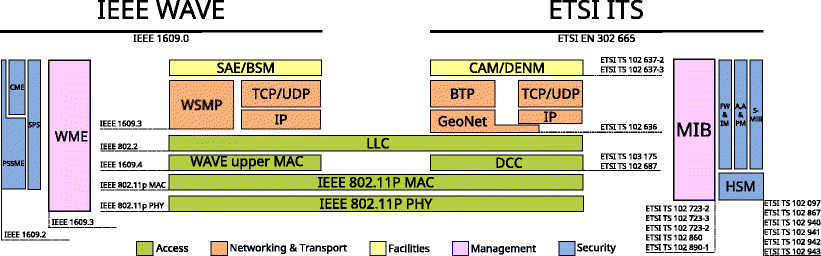 IEEE WAVE
ETSI ITS
IEEE 1609.0
ETSI EN 302 665
SAE/BSM
CAM/DENM
ETSI TS 102 637-2
ETSI TS 102 637-3
CME
SPS
PSSME
WME
WSMP
TCP/UDP
IP
BTP
TCP/UDP
GeoNet
IP
MIB
FW & IM
A,A & PM
S-MIB
HSM
IEEE 1609.3
ETSI TS 102 636
IEEE 802.2
LLC
IEEE 1609.4
WAVE upper MAC
DCC
ETSI TS 103 175
ETSI TS 102 687
IEEE 802.11p MAC
IEEE 802.11p MAC
IEEE 802.11p PHY
IEEE 802.11p PHY
IEEE 1609.3
IEEE 1609.2
ETSI TS 102 723-2
ETSI TS 102 723-3
ETSI TS 102 723-2
ETSI TS 102 860
ETSI TS 102 890-1
ETSI TS 102 097
ETSI TS 102 867
ETSI TS 102 940
ETSI TS 102 941
ETSI TS 102 942
ETSI TS 102 943
Access
Networking & Transport
Facilities
Management
Security